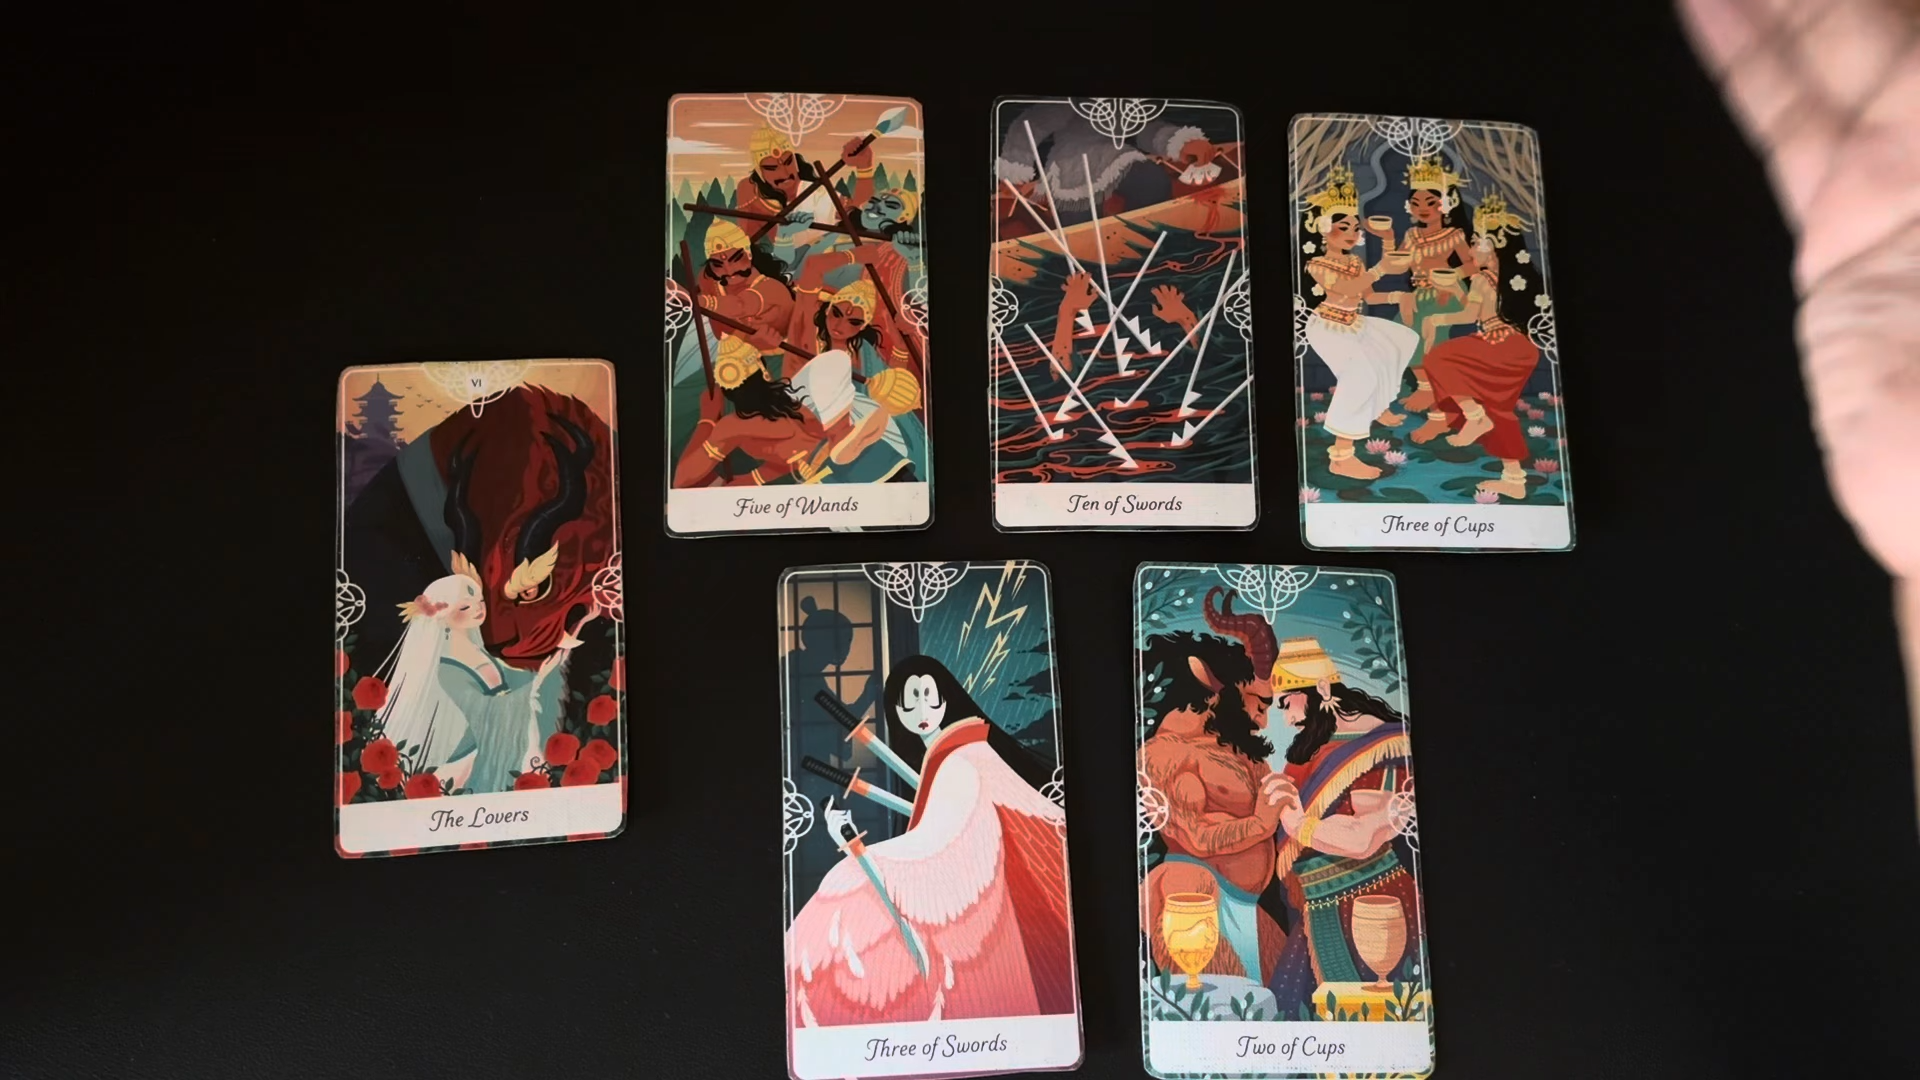 Five of Wands
Ten of Swords
Three of Cups
VI
The Lovers
Three of Swords
Two of Cups